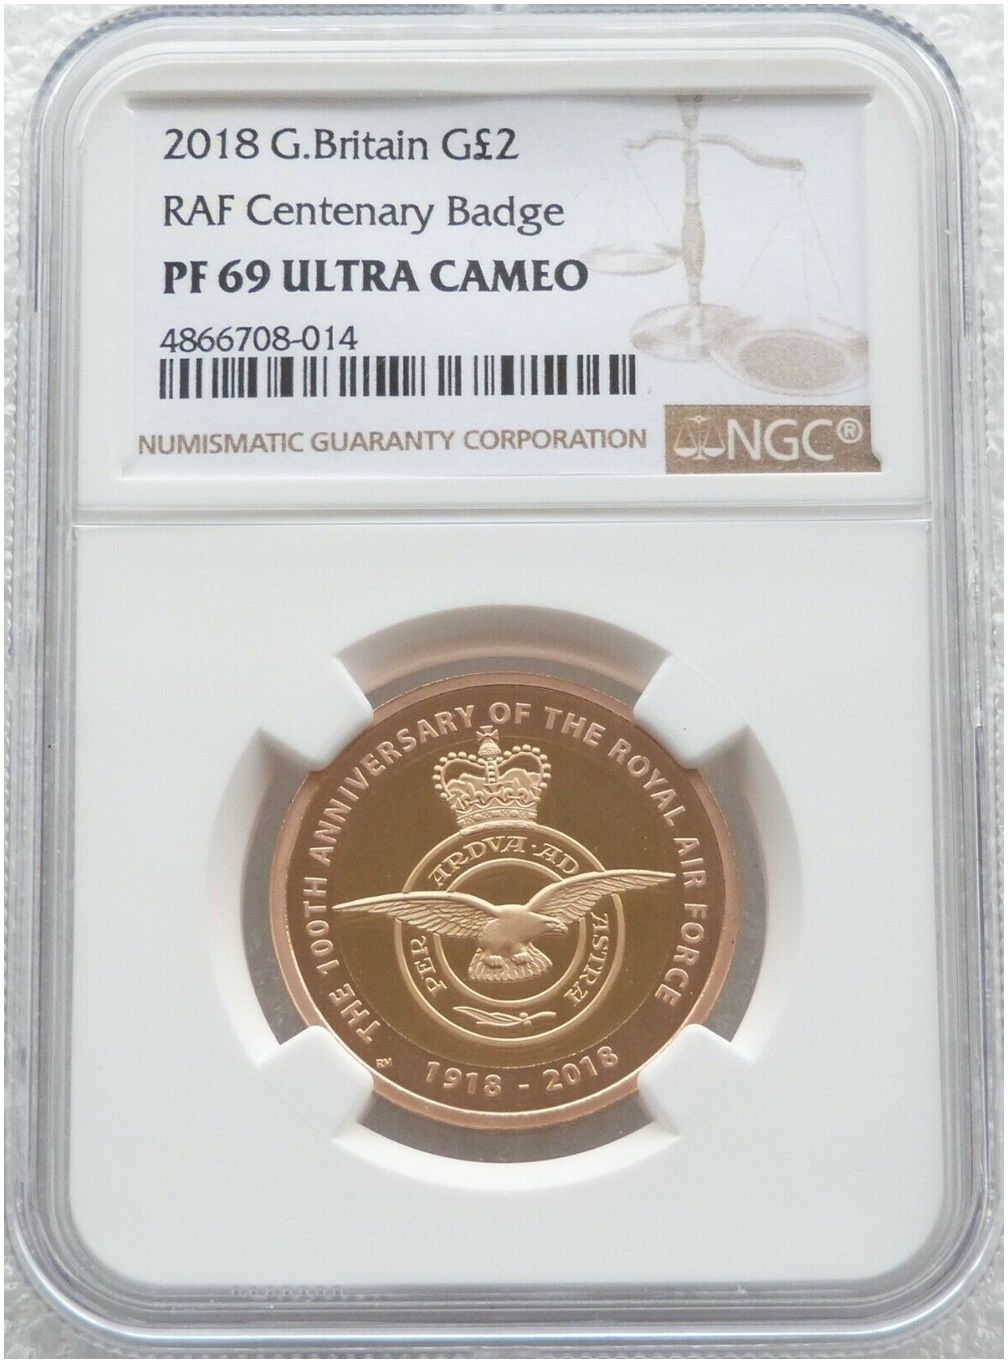 2018 G.Britain G£2
RAF Centenary Badge
PF 69 ULTRA CAMEO
4866708-014
NUMISMATIC GUARANTY CORPORATION
NGC®
THE 100TH ANNIVERSARY OF THE ROYAL AIR FORCE
PER ARDVA · AD ASTRA
RM
1918 - 2018